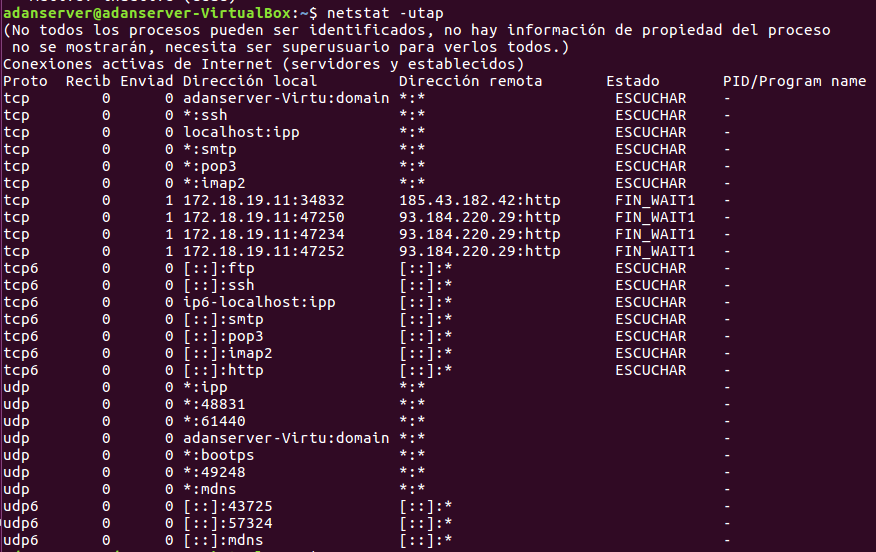 adanserver@adanserver-VirtualBox:~$ netstat -utap
(No todos los procesos pueden ser identificados, no hay información de propiedad del proceso
 no se mostrarán, necesita ser superusuario para verlos todos.)
Conexiones activas de Internet (servidores y establecidos)
Proto  Recib Enviad Dirección local         Dirección remota        Estado       PID/Program name
tcp        0      0 adanserver-Virtu:domain *:*                     ESCUCHAR    -
tcp        0      0 *:ssh                   *:*                     ESCUCHAR    -
tcp        0      0 localhost:ipp           *:*                     ESCUCHAR    -
tcp        0      0 *:smtp                  *:*                     ESCUCHAR    -
tcp        0      0 *:pop3                  *:*                     ESCUCHAR    -
tcp        0      0 *:imap2                 *:*                     ESCUCHAR    -
tcp        0      1 172.18.19.11:34832      185.43.182.42:http      FIN_WAIT1   -
tcp        0      1 172.18.19.11:47250      93.184.220.29:http      FIN_WAIT1   -
tcp        0      1 172.18.19.11:47234      93.184.220.29:http      FIN_WAIT1   -
tcp        0      1 172.18.19.11:47252      93.184.220.29:http      FIN_WAIT1   -
tcp6       0      0 [::]:ftp                [::]:*                  ESCUCHAR    -
tcp6       0      0 [::]:ssh                [::]:*                  ESCUCHAR    -
tcp6       0      0 ip6-localhost:ipp       [::]:*                  ESCUCHAR    -
tcp6       0      0 [::]:smtp               [::]:*                  ESCUCHAR    -
tcp6       0      0 [::]:pop3               [::]:*                  ESCUCHAR    -
tcp6       0      0 [::]:imap2              [::]:*                  ESCUCHAR    -
tcp6       0      0 [::]:http               [::]:*                  ESCUCHAR    -
udp        0      0 *:ipp                   *:*                                 -
udp        0      0 *:48831                 *:*                                 -
udp        0      0 *:61440                 *:*                                 -
udp        0      0 adanserver-Virtu:domain *:*                                 -
udp        0      0 *:bootps                *:*                                 -
udp        0      0 *:49248                 *:*                                 -
udp        0      0 *:mdns                  *:*                                 -
udp6       0      0 [::]:43725              [::]:*                              -
udp6       0      0 [::]:57324              [::]:*                              -
udp6       0      0 [::]:mdns               [::]:*                              -